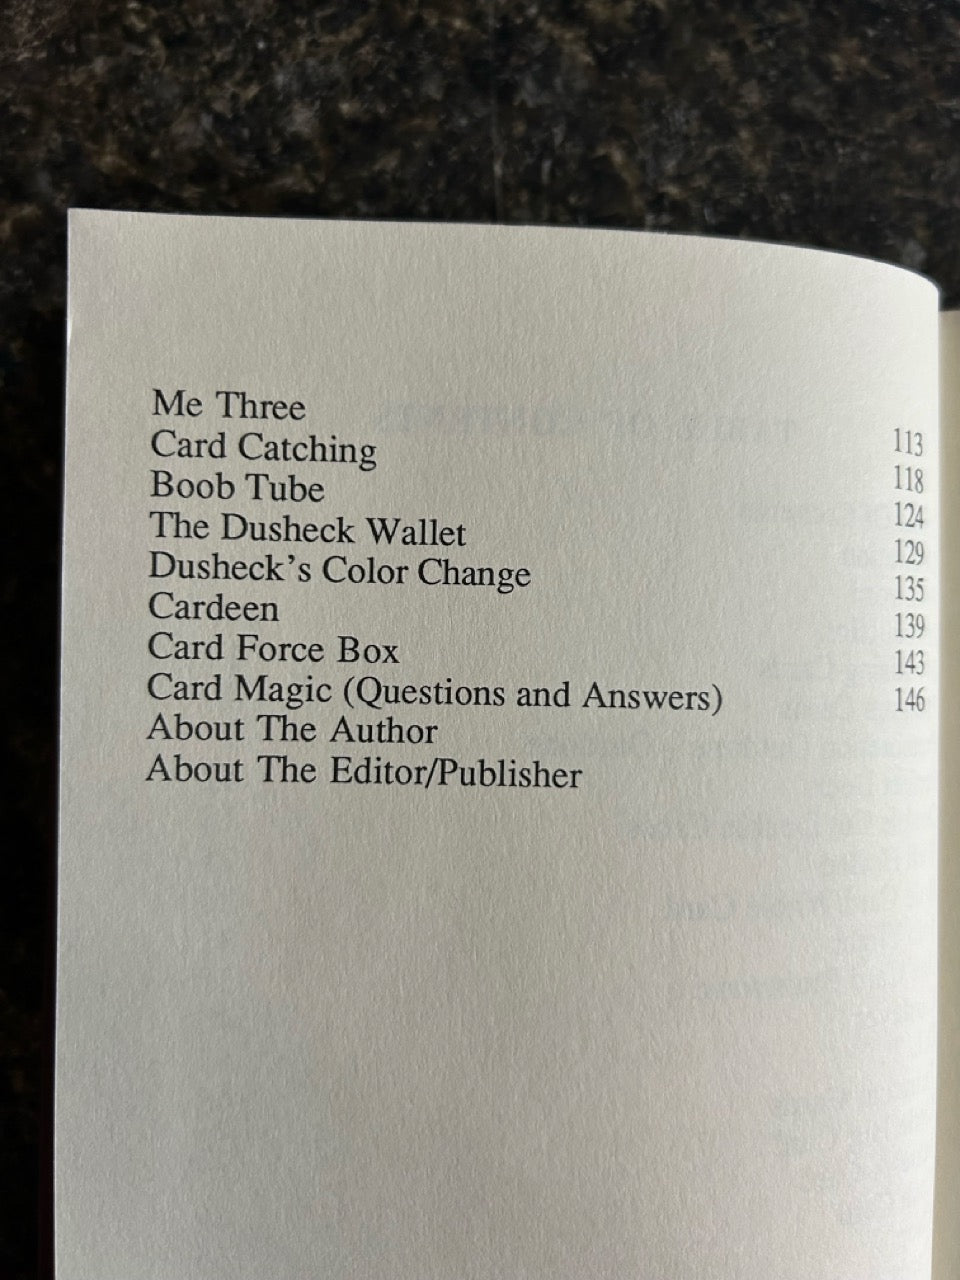 Me Three 113
Card Catching 118
Boob Tube 124
The Dusheck Wallet 129
Dusheck's Color Change 135
Cardeen 139
Card Force Box 143
Card Magic (Questions and Answers) 146
About The Author
About The Editor/Publisher